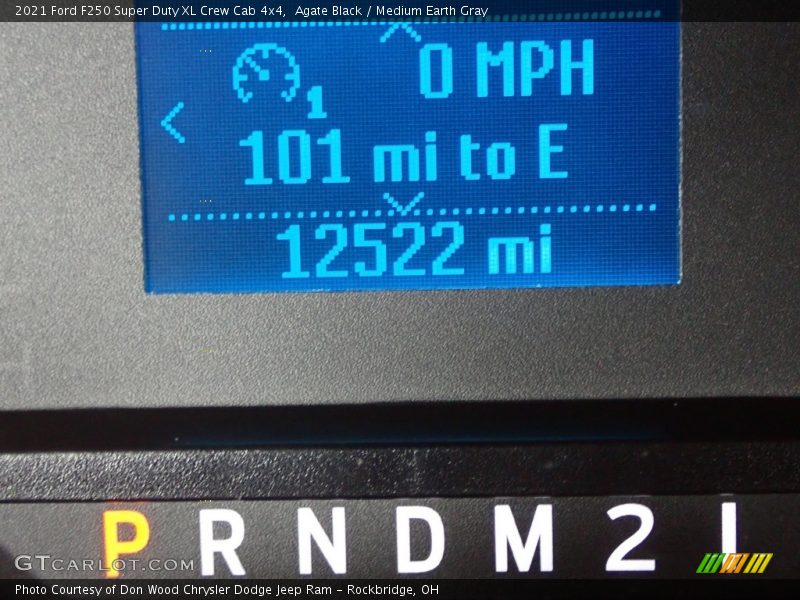 2021 Ford F250 Super Duty XL Crew Cab 4x4, Agate Black / Medium Earth Gray
0 MPH
1
101 mi to E
12522 mi
P R N D M 2 1
GTCARLOT.COM
Photo Courtesy of Don Wood Chrysler Dodge Jeep Ram - Rockbridge, OH